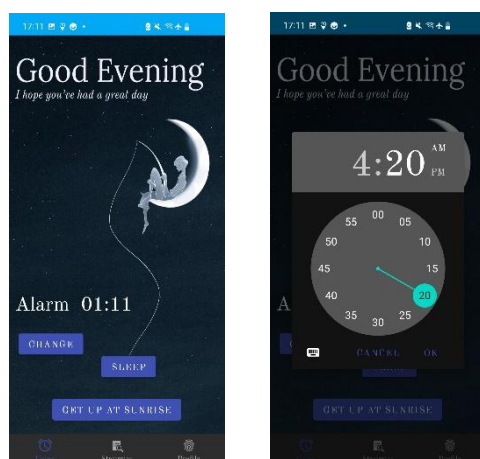 17:11
Good Evening
I hope you've had a great day
Alarm 01:11
CHANGE
SLEEP
GET UP AT SUNRISE
17:11
Good Evening
I hope you've had a great day
4:20
AM
PM
00
05
10
15
20
25
30
35
40
45
50
55
A
CANCEL
OK
GET UP AT SUNRISE